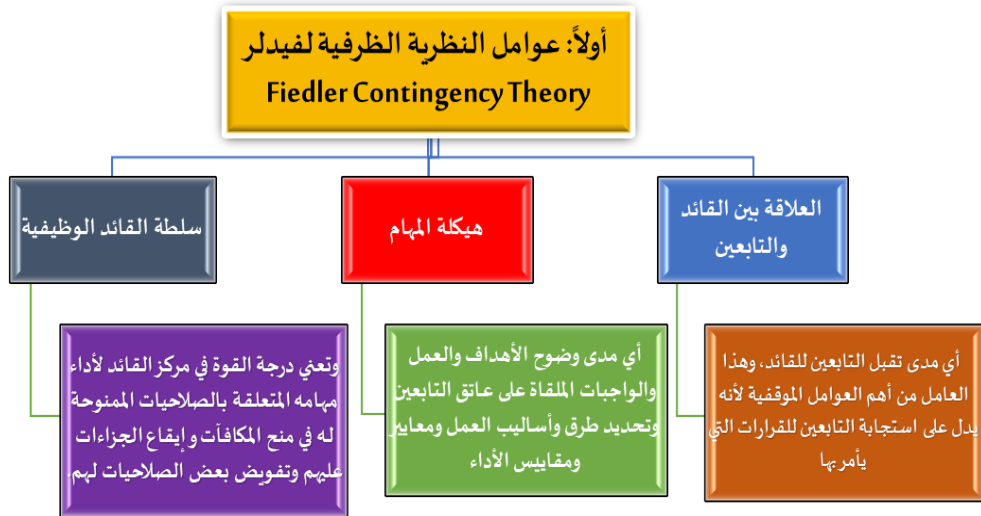 أولاً: عوامل النظرية الظرفية لفيدلر
Fiedler Contingency Theory
العلاقة بين القائد
والتابعين
هيكلة المهام
سلطة القائد الوظيفية
أي مدى تقبل التابعين للقائد، وهذا
العامل من أهم العوامل الموقفية لأنه
يدل على استجابة التابعين للقرارات التي
يأمر بها
أي مدى وضوح الأهداف والعمل
والواجبات الملقاة على عاتق التابعين
وتحديد طرق وأساليب العمل ومعايير
ومقاييس الأداء
وتعني درجة القوة في مركز القائد لأداء
مهامه المتعلقة بالصلاحيات الممنوحة
له في منح المكافآت وإيقاع الجزاءات
عليهم وتفويض بعض الصلاحيات لهم.